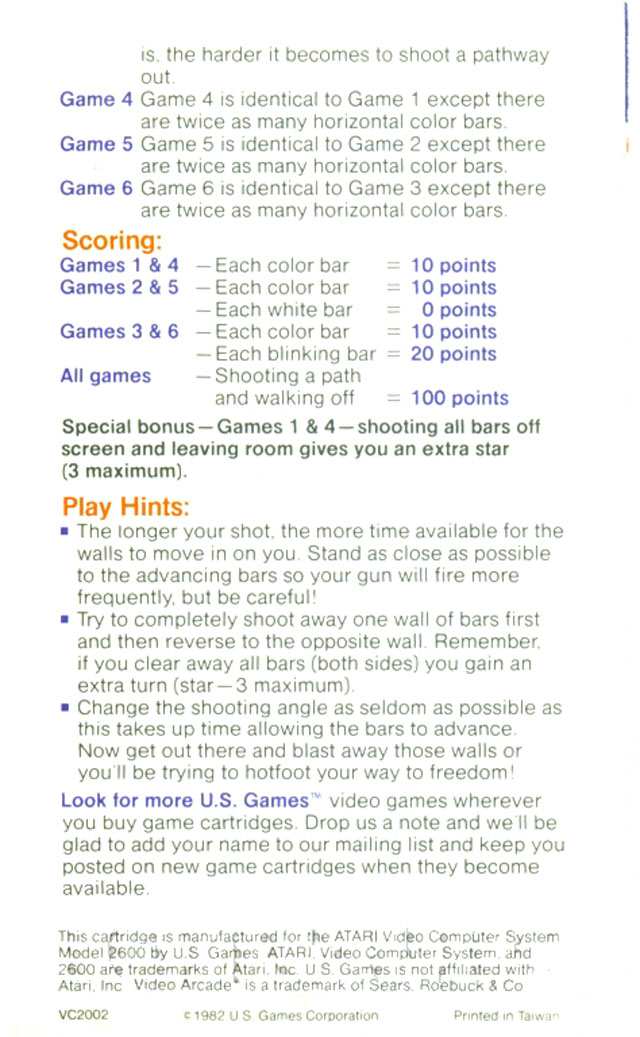 is, the harder it becomes to shoot a pathway
out.
Game 4 Game 4 is identical to Game 1 except there
are twice as many horizontal color bars.
Game 5 Game 5 is identical to Game 2 except there
are twice as many horizontal color bars.
Game 6 Game 6 is identical to Game 3 except there
are twice as many horizontal color bars.
Scoring:
Games 1 & 4 — Each color bar = 10 points
Games 2 & 5 — Each color bar = 10 points
— Each white bar = 0 points
Games 3 & 6 — Each color bar = 10 points
— Each blinking bar = 20 points
All games — Shooting a path
and walking off = 100 points
Special bonus — Games 1 & 4 — shooting all bars off
screen and leaving room gives you an extra star
(3 maximum).
Play Hints:
▪ The longer your shot, the more time available for the
walls to move in on you. Stand as close as possible
to the advancing bars so your gun will fire more
frequently, but be careful!
▪ Try to completely shoot away one wall of bars first
and then reverse to the opposite wall. Remember,
if you clear away all bars (both sides) you gain an
extra turn (star — 3 maximum).
▪ Change the shooting angle as seldom as possible as
this takes up time allowing the bars to advance.
Now get out there and blast away those walls or
you'll be trying to hotfoot your way to freedom!
Look for more U.S. Games™ video games wherever
you buy game cartridges. Drop us a note and we'll be
glad to add your name to our mailing list and keep you
posted on new game cartridges when they become
available.
This cartridge is manufactured for the ATARI Video Computer System
Model 2600 by U.S. Games. ATARI, Video Computer System, and
2600 are trademarks of Atari, Inc. U.S. Games is not affiliated with
Atari, Inc. Video Arcade® is a trademark of Sears, Roebuck & Co
VC2002 © 1982 U.S. Games Corporation Printed in Taiwan